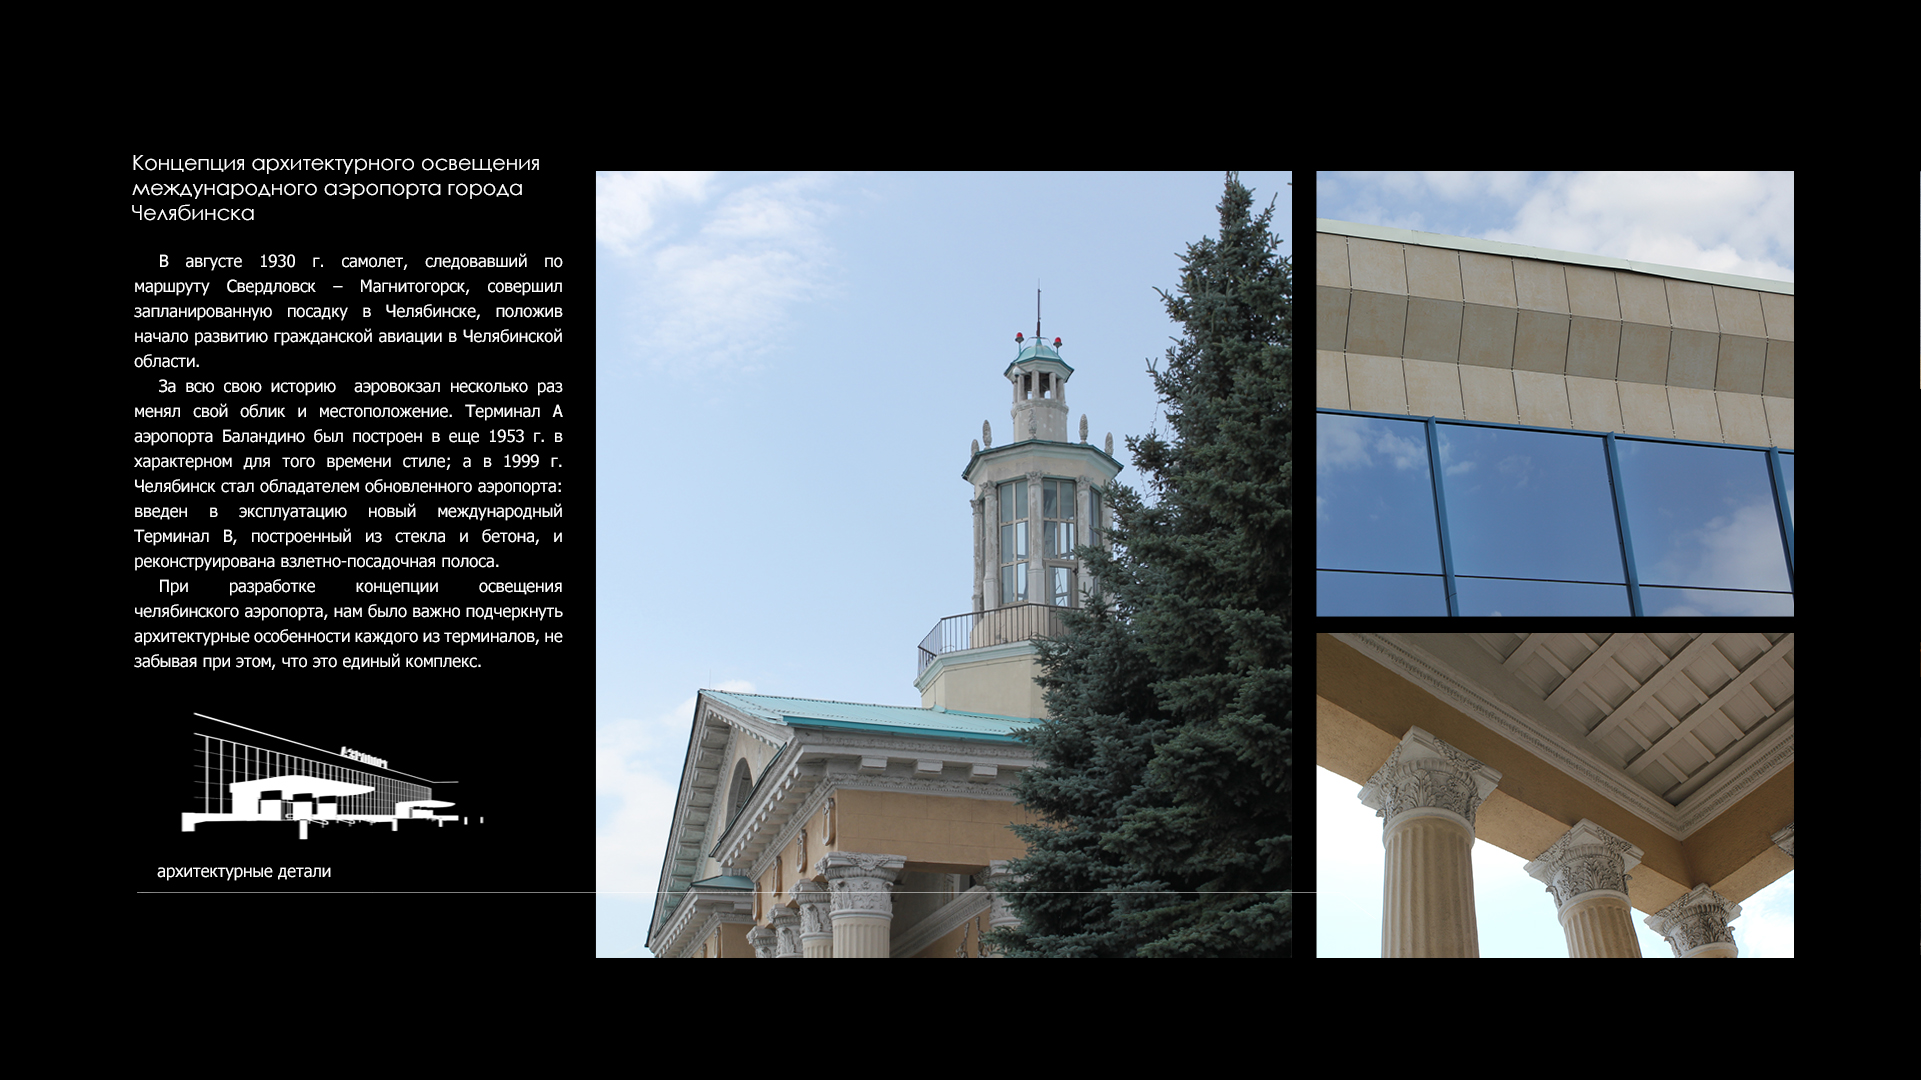 Концепция архитектурного освещения
международного аэропорта города
Челябинска
В августе 1930 г. самолет, следовавший по
маршруту Свердловск – Магнитогорск, совершил
запланированную посадку в Челябинске, положив
начало развитию гражданской авиации в Челябинской
области.
За всю свою историю аэровокзал несколько раз
менял свой облик и местоположение. Терминал А
аэропорта Баландино был построен в еще 1953 г. в
характерном для того времени стиле; а в 1999 г.
Челябинск стал обладателем обновленного аэропорта:
введен в эксплуатацию новый международный
Терминал В, построенный из стекла и бетона, и
реконструирована взлетно-посадочная полоса.
При разработке концепции освещения
челябинского аэропорта, нам было важно подчеркнуть
архитектурные особенности каждого из терминалов, не
забывая при этом, что это единый комплекс.
Аэропорт
архитектурные детали